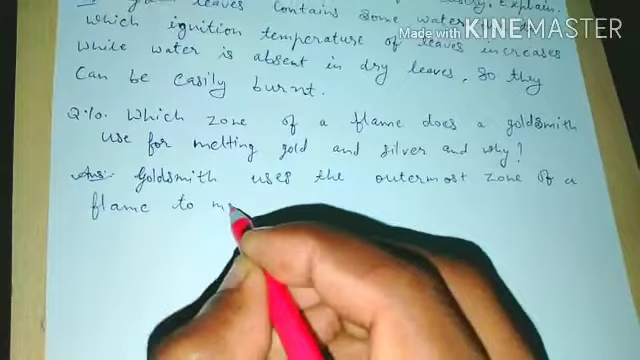 leaves contains some water
Made with KINEMASTER
which ignition temperature of leaves increases
while water is absent in dry leaves, so they
can be easily burnt.
Q%. Which zone of a flame does a goldsmith
use for melting gold and silver and why?
Ans: Goldsmith uses the outermost zone of a
flame to m